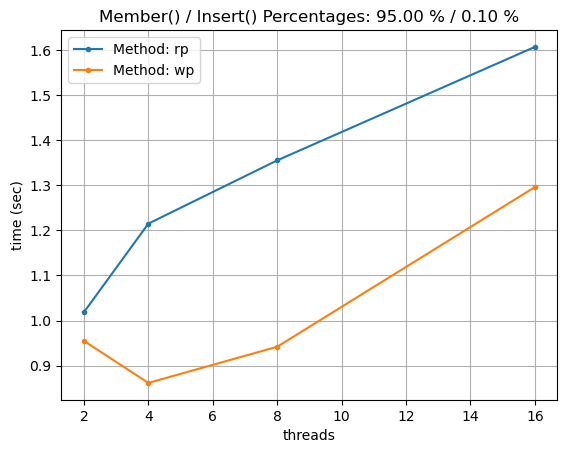 Member() / Insert() Percentages: 95.00 % / 0.10 %
Method: rp
Method: wp
time (sec)
1.6
1.5
1.4
1.3
1.2
1.1
1.0
0.9
2 4 6 8 10 12 14 16
threads